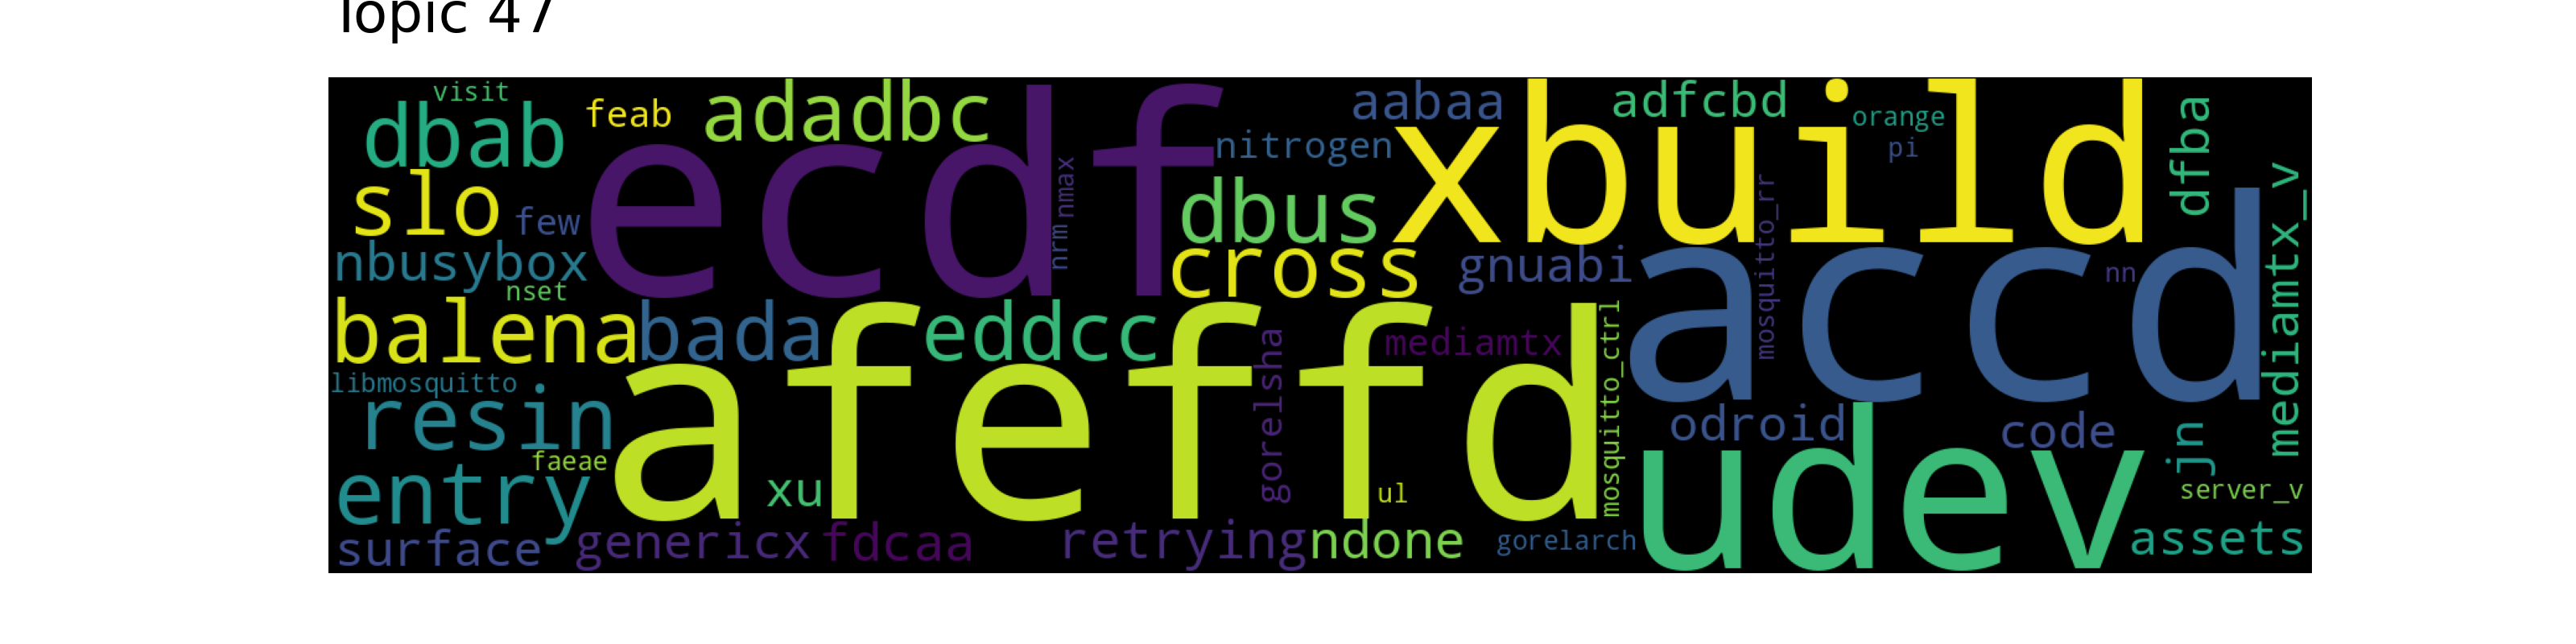 Topic 47
visit
dbab
feab
adadbc
ecdf
nmax
nrm
nitrogen
aabaa
xbuild
adfcbd
orange
pi
dfba
mediamtx_v
slo
few
dbus
nbusybox
nset
cross
gnuabi
mosquitto_rr
accd
nn
balena
bada
eddcc
afeffd
mediamtx
mosquitto_ctrl
gorelsha
libmosquitto
resin
faeae
entry
xu
ul
odroid
code
jn
udev
server_v
surface
genericx
fdcaa
retrying
ndone
gorelarch
assets